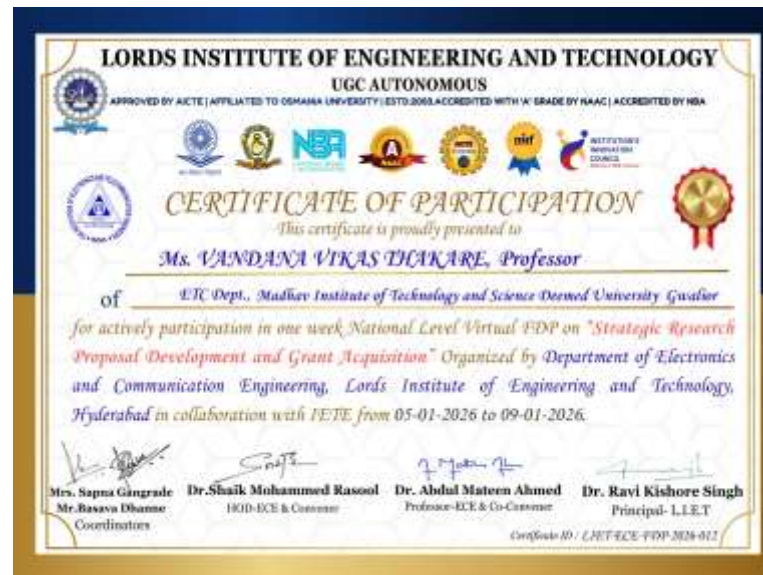 LORDS INSTITUTE OF ENGINEERING AND TECHNOLOGY
UGC AUTONOMOUS
APPROVED BY AICTE | AFFILIATED TO OSMANIA UNIVERSITY | ESTD.2003.ACCREDITED WITH 'A' GRADE BY NAAC | ACCREDITED BY NBA
NBA
NAAC
nirf
INSTITUTION'S
INNOVATION
COUNCIL
CERTIFICATE OF PARTICIPATION
This certificate is proudly presented to
Ms. VANDANA VIKAS THAKARE, Professor
of ETC Dept., Madhav Institute of Technology and Science Deemed University Gwalior
for actively participation in one week National Level Virtual FDP on "Strategic Research
Proposal Development and Grant Acquisition" Organized by Department of Electronics
and Communication Engineering, Lords Institute of Engineering and Technology,
Hyderabad in collaboration with IETE from 05-01-2026 to 09-01-2026.
Mrs. Sapna Gangrade
Mr.Basava Dhanne
Coordinators
Dr.Shaik Mohammed Rasool
HOD-ECE & Convener
Dr. Abdul Mateen Ahmed
Professor-ECE & Co-Convener
Dr. Ravi Kishore Singh
Principal- L.I.E.T
Certificate ID : LIET-ECE-FDP-2026-012